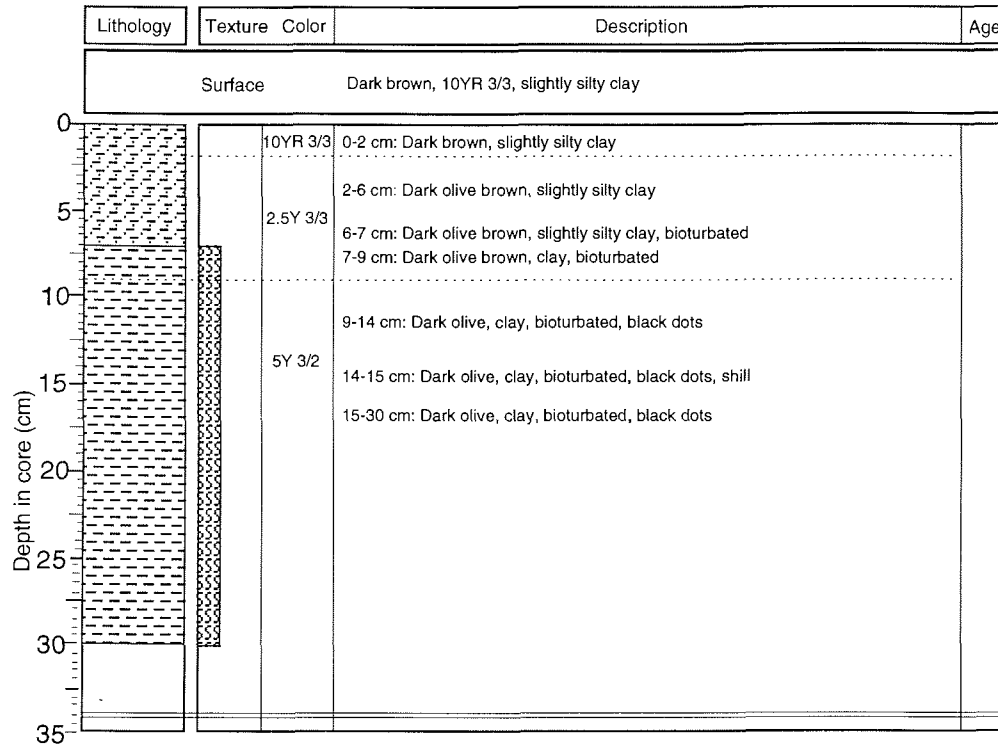 Lithology Texture Color Description Age
Surface Dark brown, 10YR 3/3, slightly silty clay
0
10YR 3/3 0-2 cm: Dark brown, slightly silty clay
2-6 cm: Dark olive brown, slightly silty clay
5
2.5Y 3/3
6-7 cm: Dark olive brown, slightly silty clay, bioturbated
7-9 cm: Dark olive brown, clay, bioturbated
10
9-14 cm: Dark olive, clay, bioturbated, black dots
5Y 3/2
14-15 cm: Dark olive, clay, bioturbated, black dots, shill
15
15-30 cm: Dark olive, clay, bioturbated, black dots
20
25
30
35
Depth in core (cm)